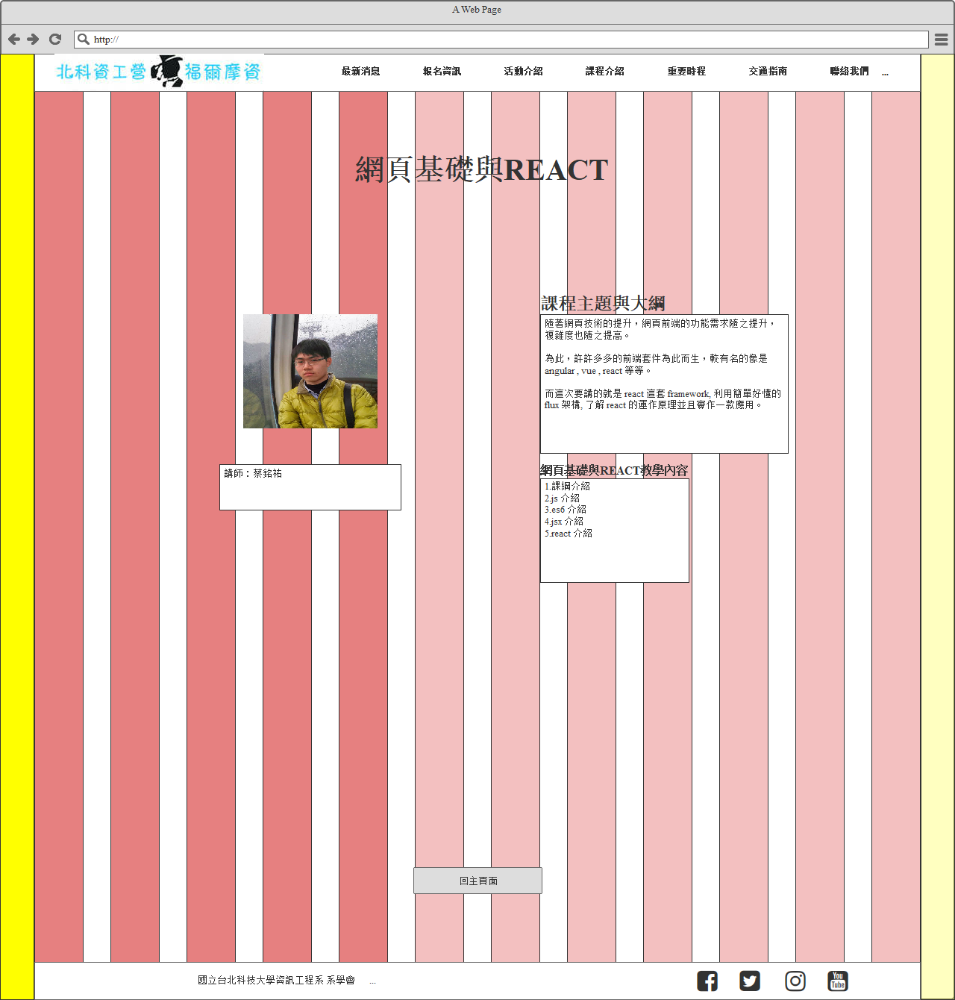 A Web Page
http://
北科資工營 福爾摩資
最新消息 報名資訊 活動介紹 課程介紹 重要時程 交通指南 聯絡我們 ...
網頁基礎與REACT
課程主題與大綱
隨著網頁技術的提升，網頁前端的功能需求隨之提升，
複雜度也隨之提高。
為此，許許多多的前端套件為此而生，較有名的像是
angular , vue , react 等等。
而這次要講的就是 react 這套 framework, 利用簡單好懂的
flux 架構, 了解 react 的運作原理並且實作一款應用。
講師：蔡銘祐
網頁基礎與REACT教學內容
1.課綱介紹
2.js 介紹
3.es6 介紹
4.jsx 介紹
5.react 介紹
回主頁面
國立台北科技大學資訊工程系 系學會 ...
You
Tube